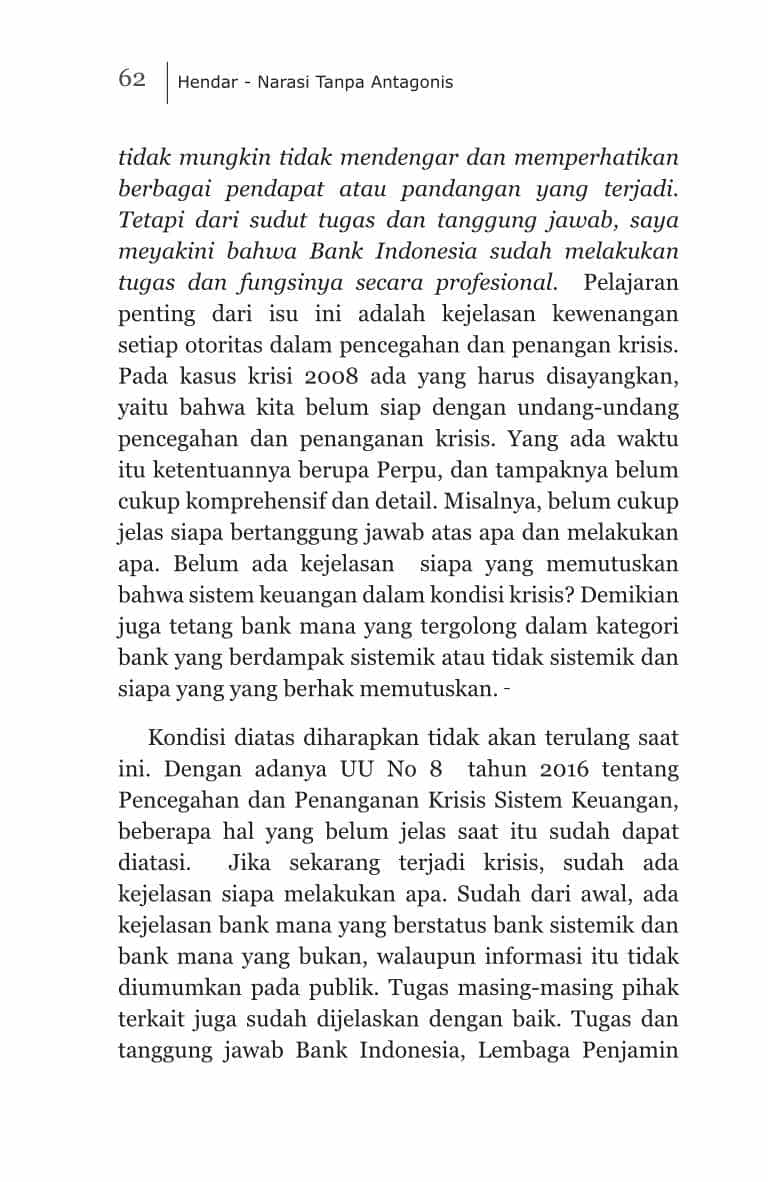 62
Hendar - Narasi Tanpa Antagonis
tidak mungkin tidak mendengar dan memperhatikan
berbagai pendapat atau pandangan yang terjadi.
Tetapi dari sudut tugas dan tanggung jawab, saya
meyakini bahwa Bank Indonesia sudah melakukan
tugas dan fungsinya secara profesional. Pelajaran
penting dari isu ini adalah kejelasan kewenangan
setiap otoritas dalam pencegahan dan penangan krisis.
Pada kasus krisi 2008 ada yang harus disayangkan,
yaitu bahwa kita belum siap dengan undang-undang
pencegahan dan penanganan krisis. Yang ada waktu
itu ketentuannya berupa Perpu, dan tampaknya belum
cukup komprehensif dan detail. Misalnya, belum cukup
jelas siapa bertanggung jawab atas apa dan melakukan
apa. Belum ada kejelasan siapa yang memutuskan
bahwa sistem keuangan dalam kondisi krisis? Demikian
juga tetang bank mana yang tergolong dalam kategori
bank yang berdampak sistemik atau tidak sistemik dan
siapa yang yang berhak memutuskan. -
Kondisi diatas diharapkan tidak akan terulang saat
ini. Dengan adanya UU No 8 tahun 2016 tentang
Pencegahan dan Penanganan Krisis Sistem Keuangan,
beberapa hal yang belum jelas saat itu sudah dapat
diatasi. Jika sekarang terjadi krisis, sudah ada
kejelasan siapa melakukan apa. Sudah dari awal, ada
kejelasan bank mana yang berstatus bank sistemik dan
bank mana yang bukan, walaupun informasi itu tidak
diumumkan pada publik. Tugas masing-masing pihak
terkait juga sudah dijelaskan dengan baik. Tugas dan
tanggung jawab Bank Indonesia, Lembaga Penjamin